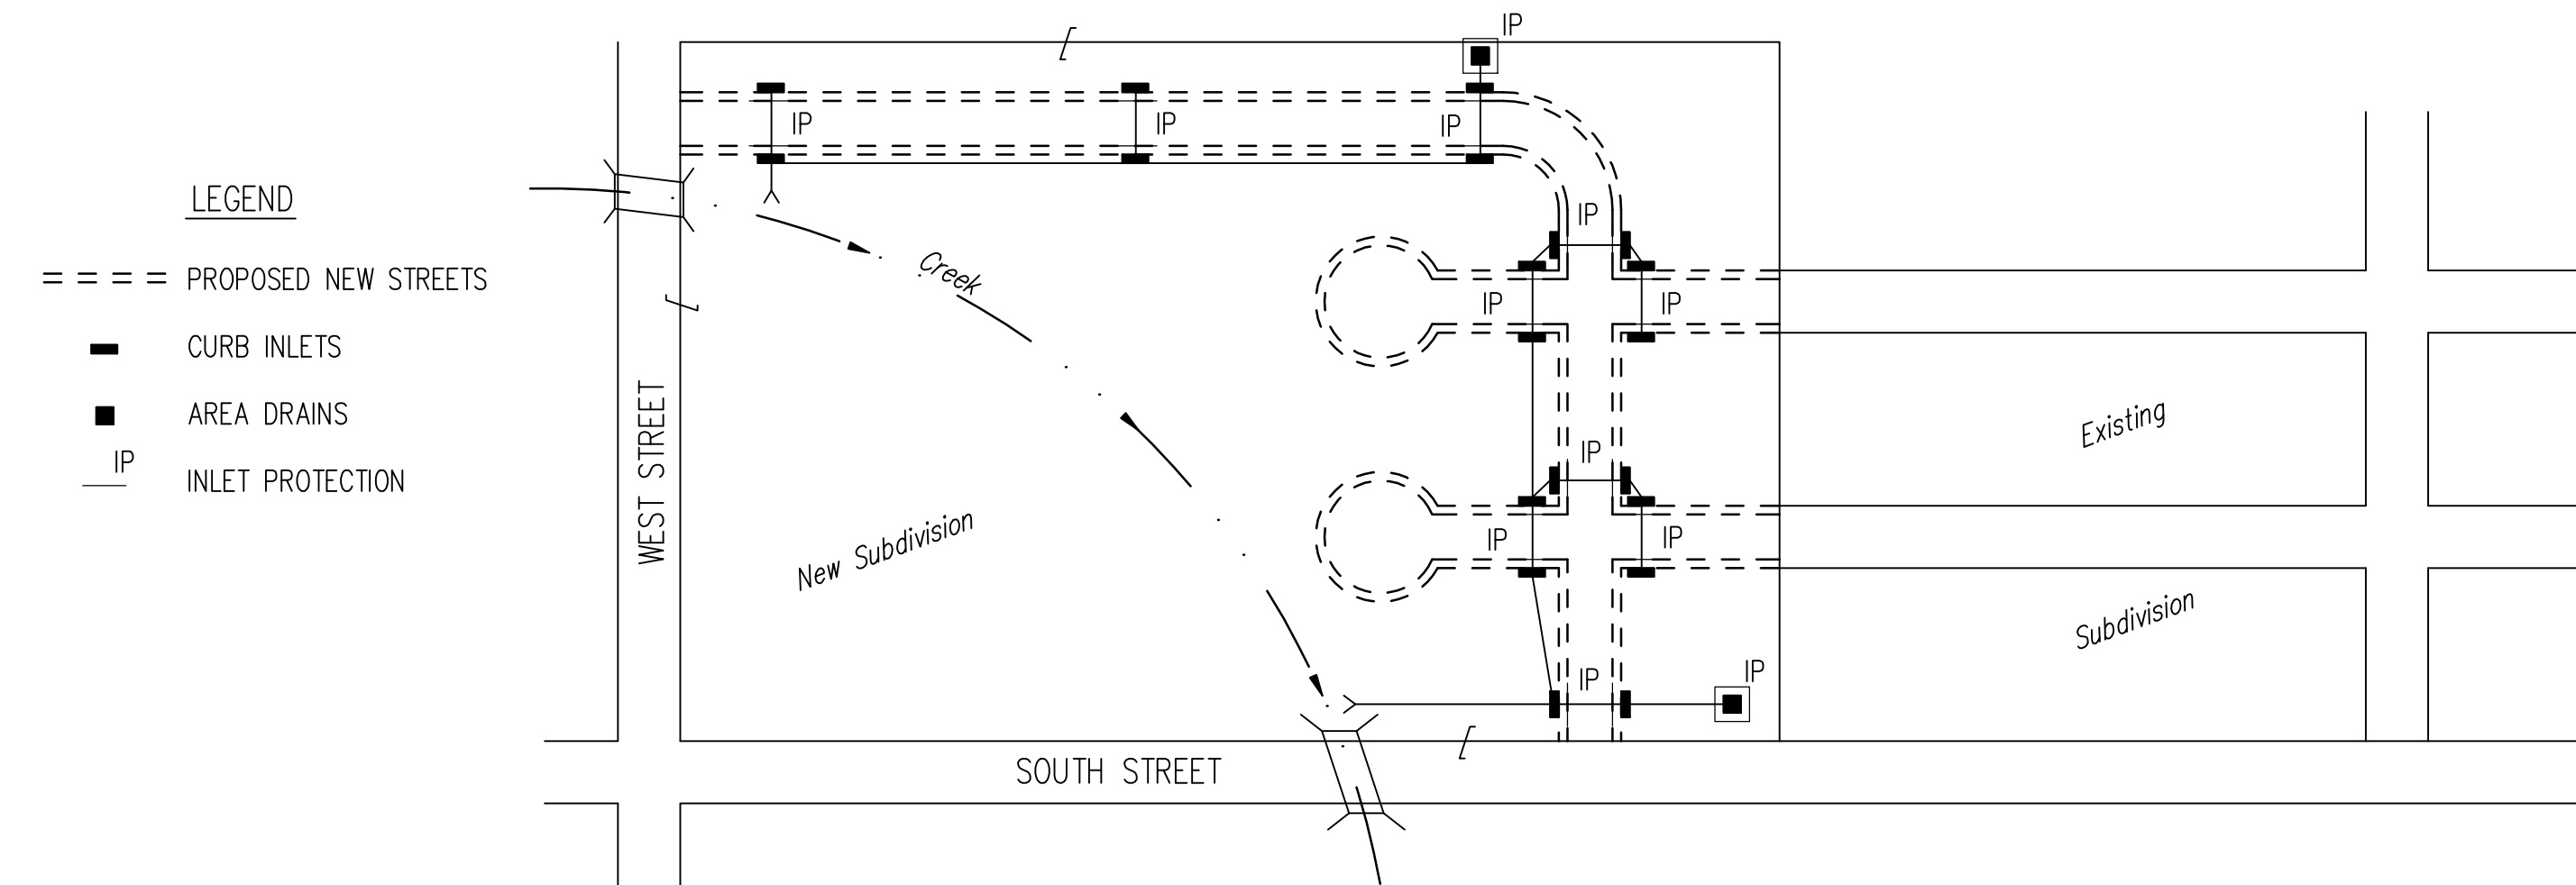 IP
IP
IP
IP
LEGEND
IP
Creek
PROPOSED NEW STREETS
IP
IP
CURB INLETS
WEST STREET
AREA DRAINS
Existing
IP
IP
INLET PROTECTION
New Subdivision
IP
IP
Subdivision
IP
IP
SOUTH STREET